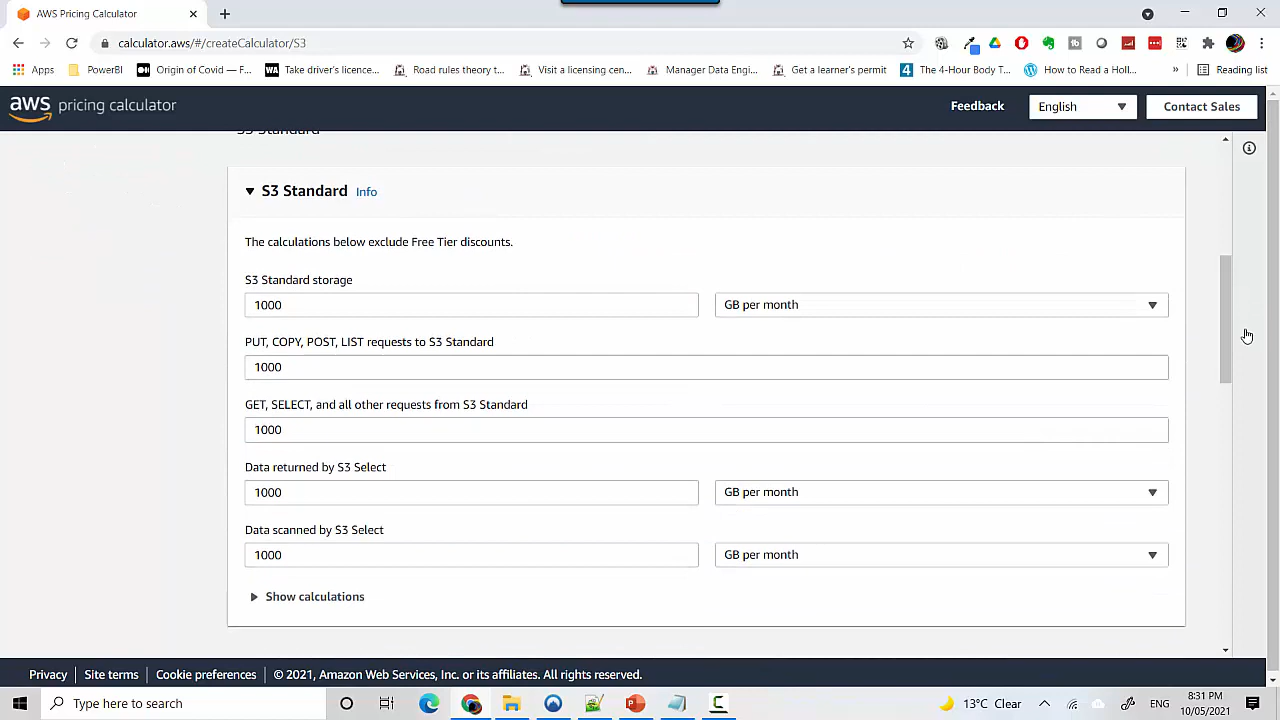 AWS Pricing Calculator
calculator.aws/#/createCalculator/S3
Apps
PowerBI
Origin of Covid — F...
WA
Take driver's licence...
Road rules theory t...
Visit a licensing cen...
Manager Data Engi...
Get a learner's permit
4
The 4-Hour Body T...
How to Read a Holl...
»
Reading list
aws pricing calculator
Feedback
English
Contact Sales
S3 Standard
S3 Standard Info
The calculations below exclude Free Tier discounts.
S3 Standard storage
1000 GB per month
PUT, COPY, POST, LIST requests to S3 Standard
1000
GET, SELECT, and all other requests from S3 Standard
1000
Data returned by S3 Select
1000 GB per month
Data scanned by S3 Select
1000 GB per month
Show calculations
Privacy | Site terms | Cookie preferences | © 2021, Amazon Web Services, Inc. or its affiliates. All rights reserved.
Type here to search
13°C Clear
ENG
8:31 PM
10/05/2021